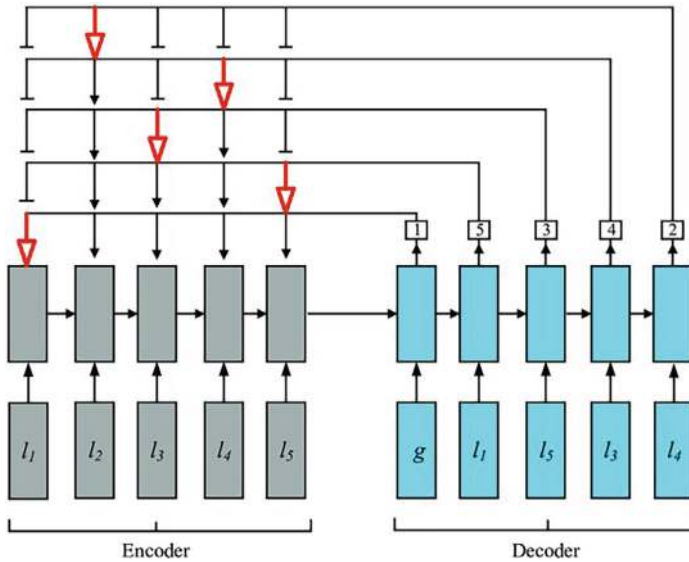 1 5 3 4 2
l₁ l₂ l₃ l₄ l₅ g l₁ l₅ l₃ l₄
Encoder Decoder